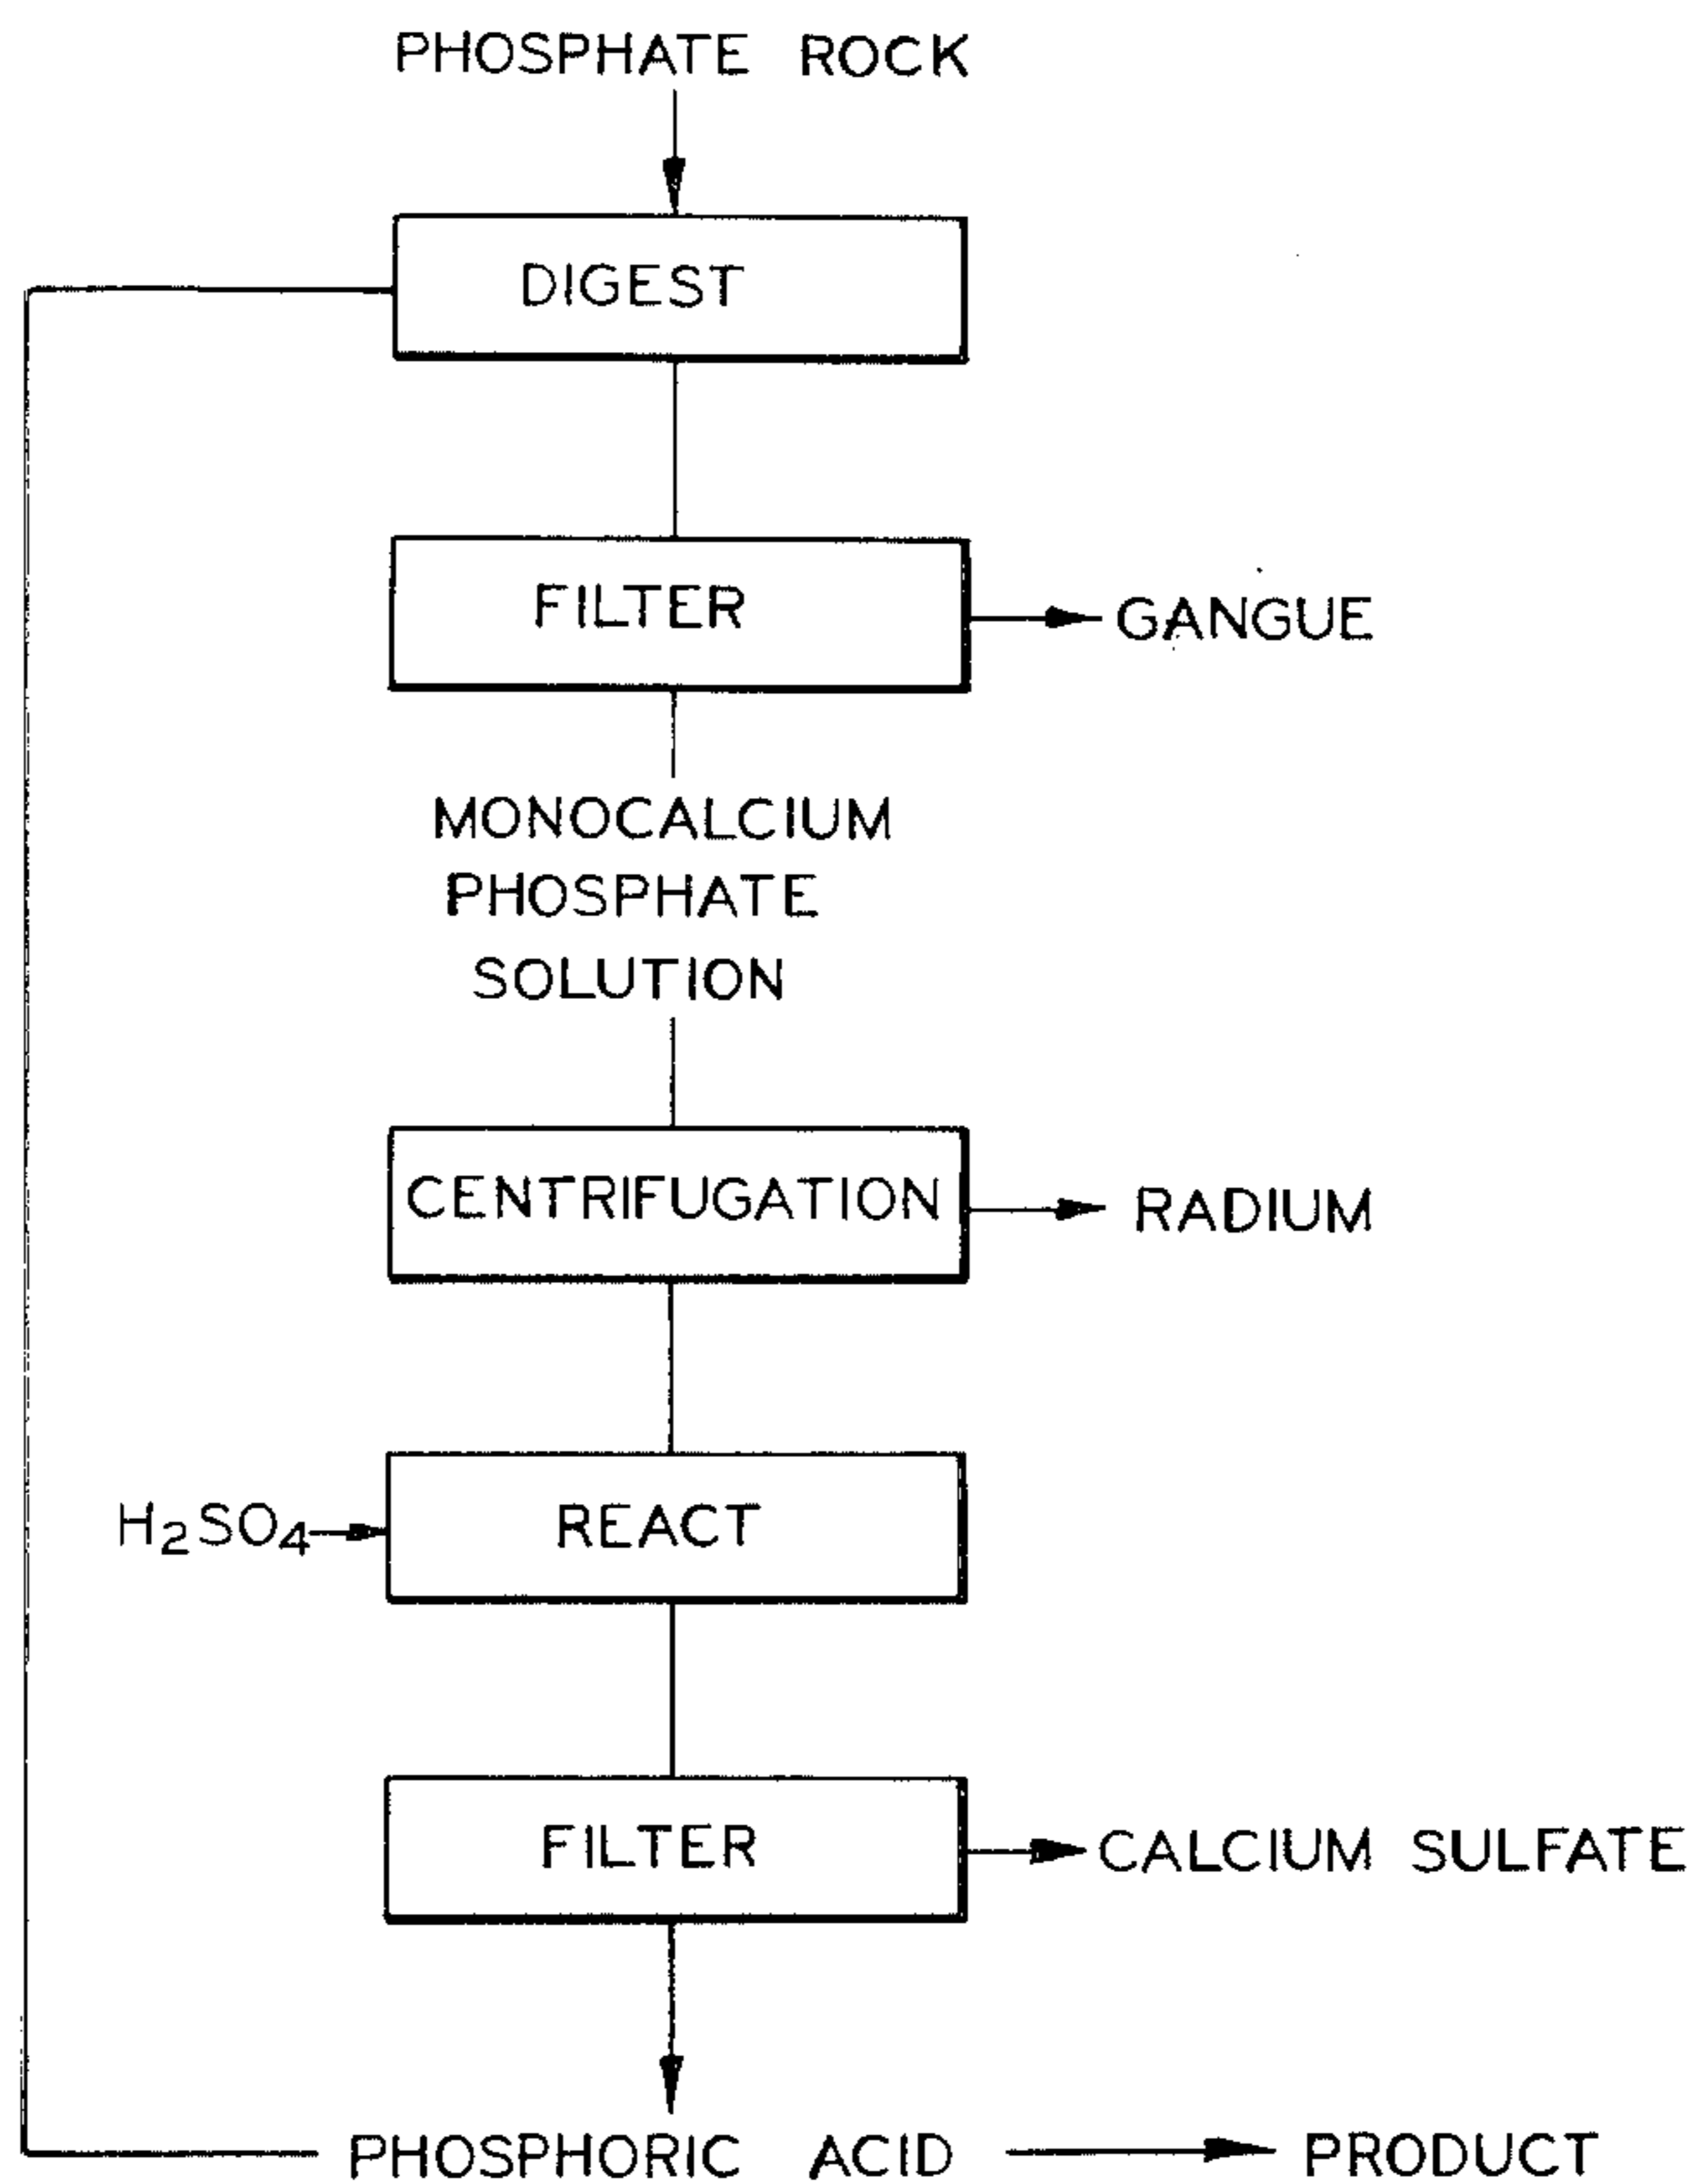 PHOSPHATE ROCK
DIGEST
FILTER
GANGUE
MONOCALCIUM
PHOSPHATE
SOLUTION
CENTRIFUGATION
RADIUM
H₂SO₄
REACT
FILTER
CALCIUM SULFATE
PHOSPHORIC ACID
PRODUCT